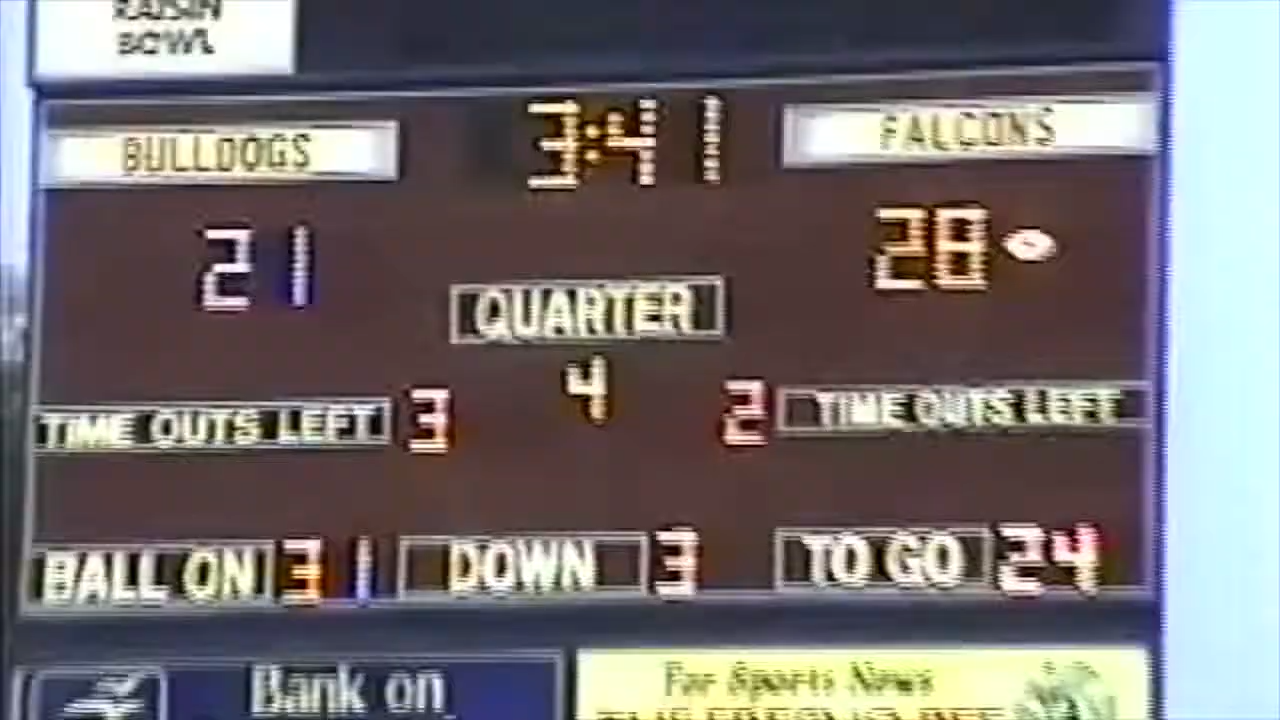 RAISIN
BOWL
3:41
BULLDOGS
FALCONS
21
28
QUARTER
4
TIME OUTS LEFT 3
2 TIME OUTS LEFT
BALL ON 31 DOWN 3 TO GO 24
Bank on
For Sports News